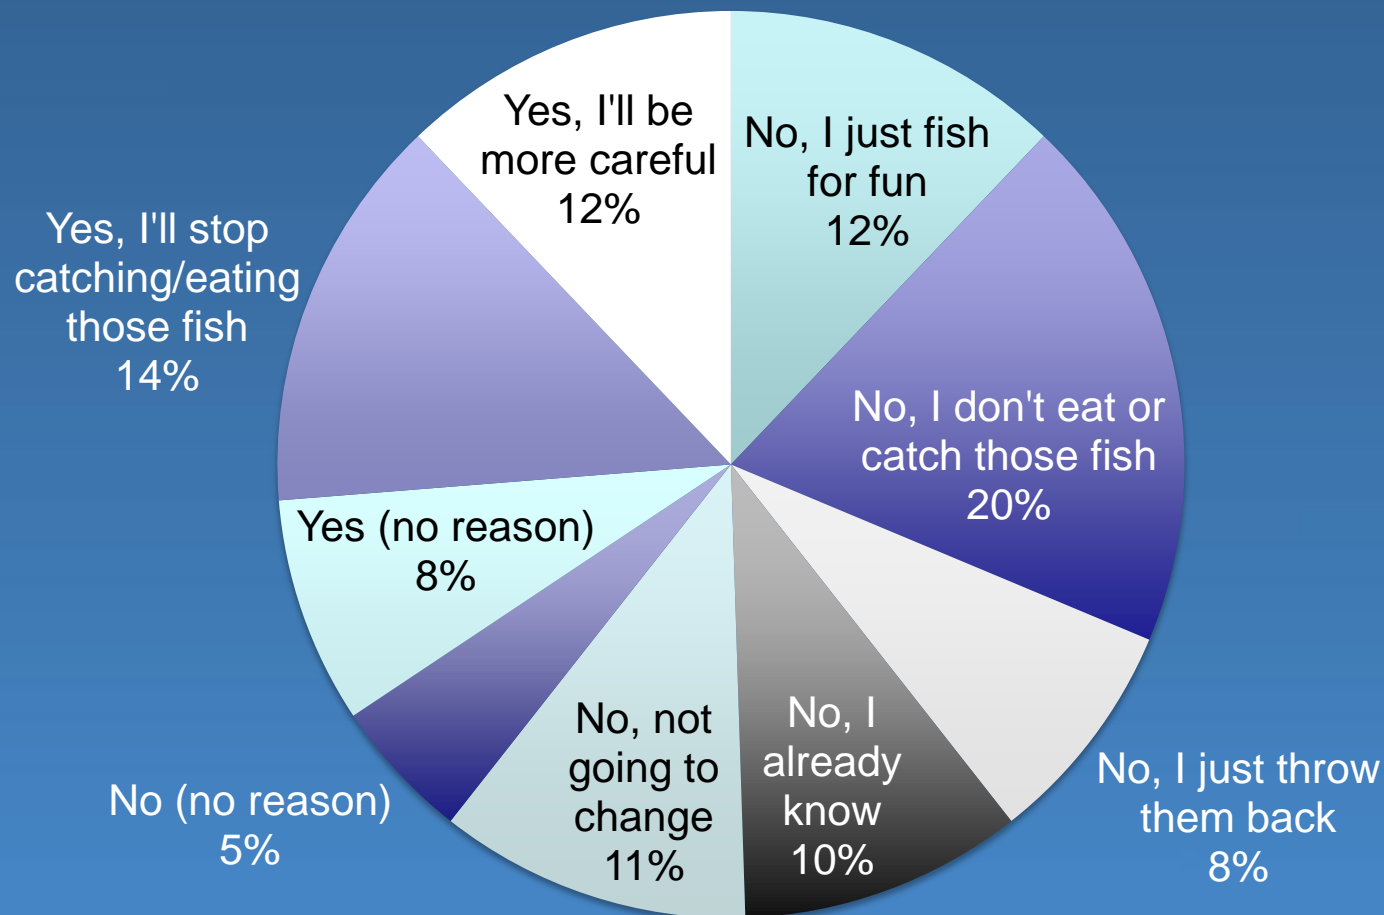 Yes, I'll be
more careful
12%
No, I just fish
for fun
12%
Yes, I'll stop
catching/eating
those fish
14%
No, I don't eat or
catch those fish
20%
Yes (no reason)
8%
No, not
going to
change
11%
No, I
already
know
10%
No, I just throw
them back
8%
No (no reason)
5%